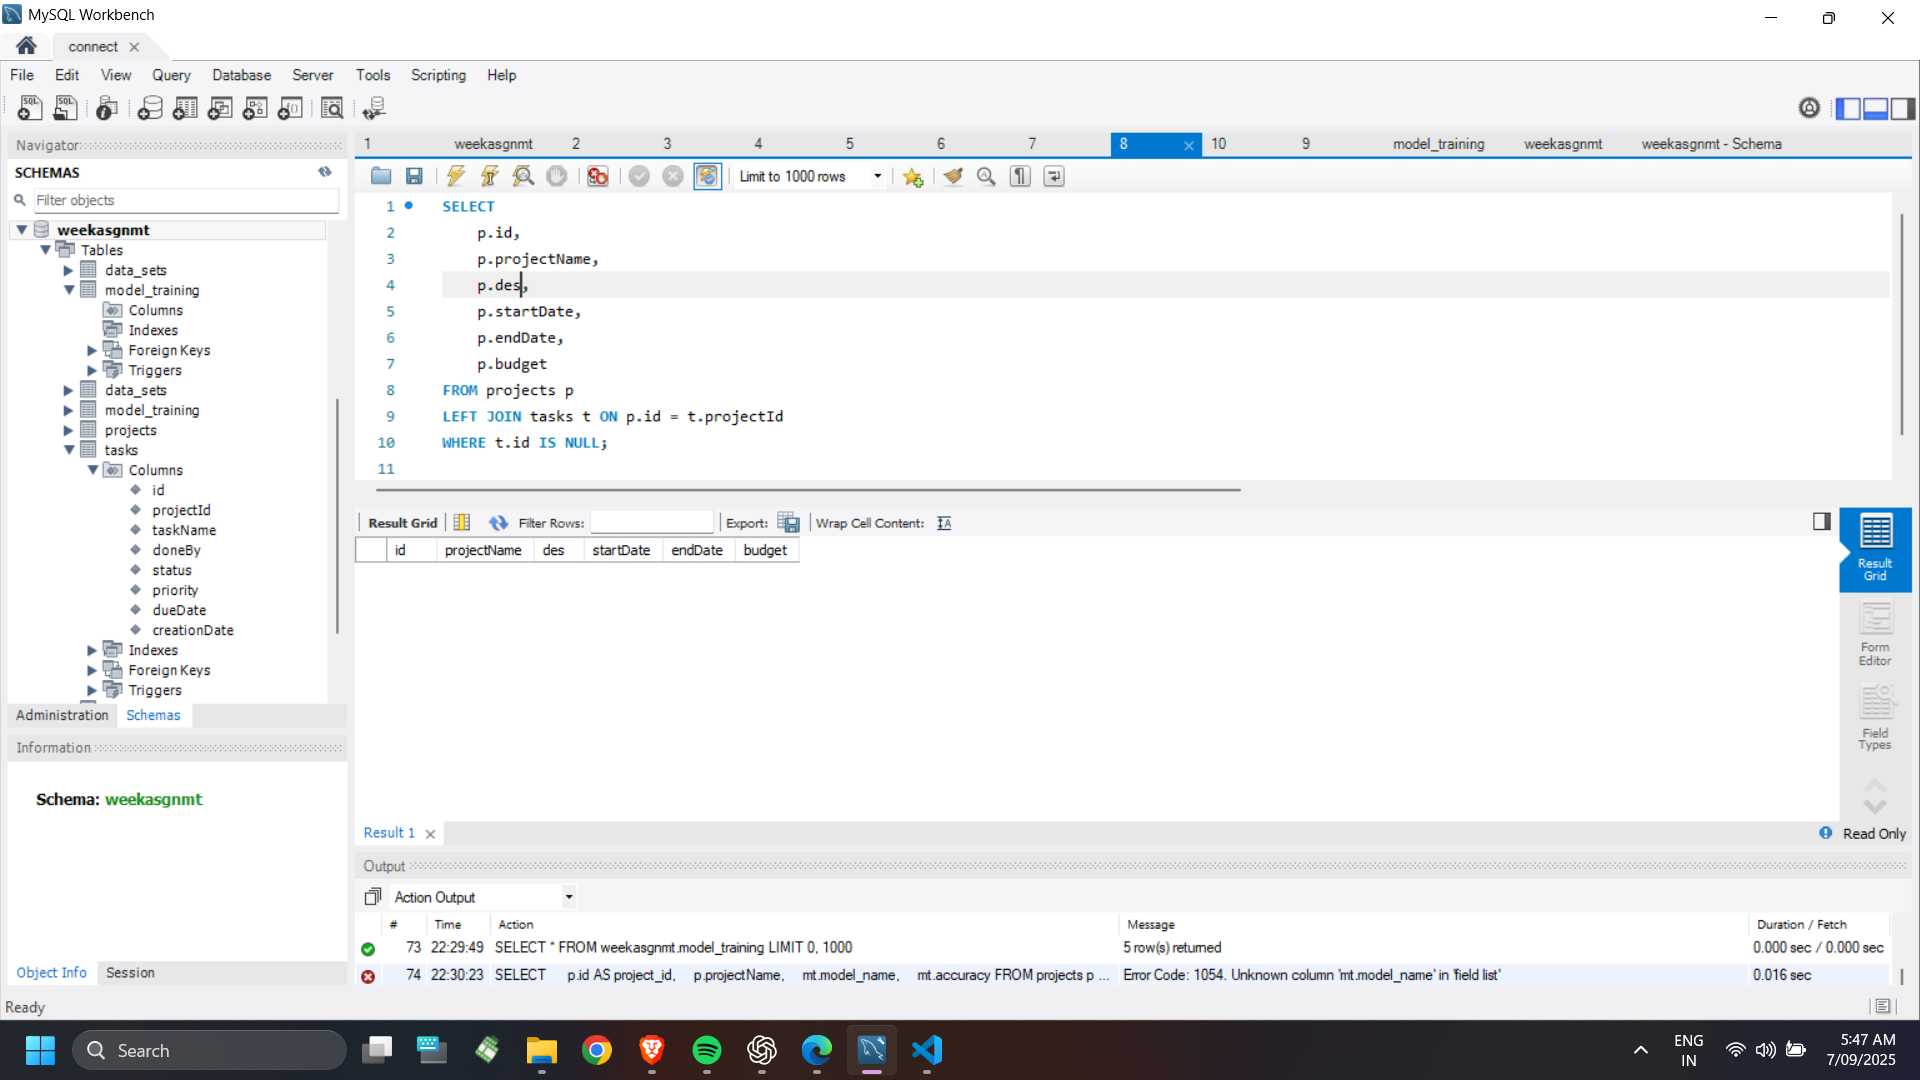 MySQL Workbench
connect
File Edit View Query Database Server Tools Scripting Help
Navigator
SCHEMAS
Filter objects
weekasgnmt
Tables
data_sets
model_training
Columns
Indexes
Foreign Keys
Triggers
data_sets
model_training
projects
tasks
Columns
id
projectId
taskName
doneBy
status
priority
dueDate
creationDate
Indexes
Foreign Keys
Triggers
Administration Schemas
Information
Schema: weekasgnmt
Object Info Session
1 weekasgnmt 2 3 4 5 6 7 8 10 9 model_training weekasgnmt weekasgnmt - Schema
Limit to 1000 rows
1 SELECT
2 p.id,
3 p.projectName,
4 p.des,
5 p.startDate,
6 p.endDate,
7 p.budget
8 FROM projects p
9 LEFT JOIN tasks t ON p.id = t.projectId
10 WHERE t.id IS NULL;
11
Result Grid Filter Rows: Export: Wrap Cell Content:
id projectName des startDate endDate budget
Result Grid
Form Editor
Field Types
Result 1
Read Only
Output
Action Output
# Time Action Message Duration / Fetch
73 22:29:49 SELECT * FROM weekasgnmt.model_training LIMIT 0, 1000 5 row(s) returned 0.000 sec / 0.000 sec
74 22:30:23 SELECT p.id AS project_id, p.projectName, mt.model_name, mt.accuracy FROM projects p ... Error Code: 1054. Unknown column 'mt.model_name' in 'field list' 0.016 sec
Ready
Search
ENG
IN
5:47 AM
7/09/2025